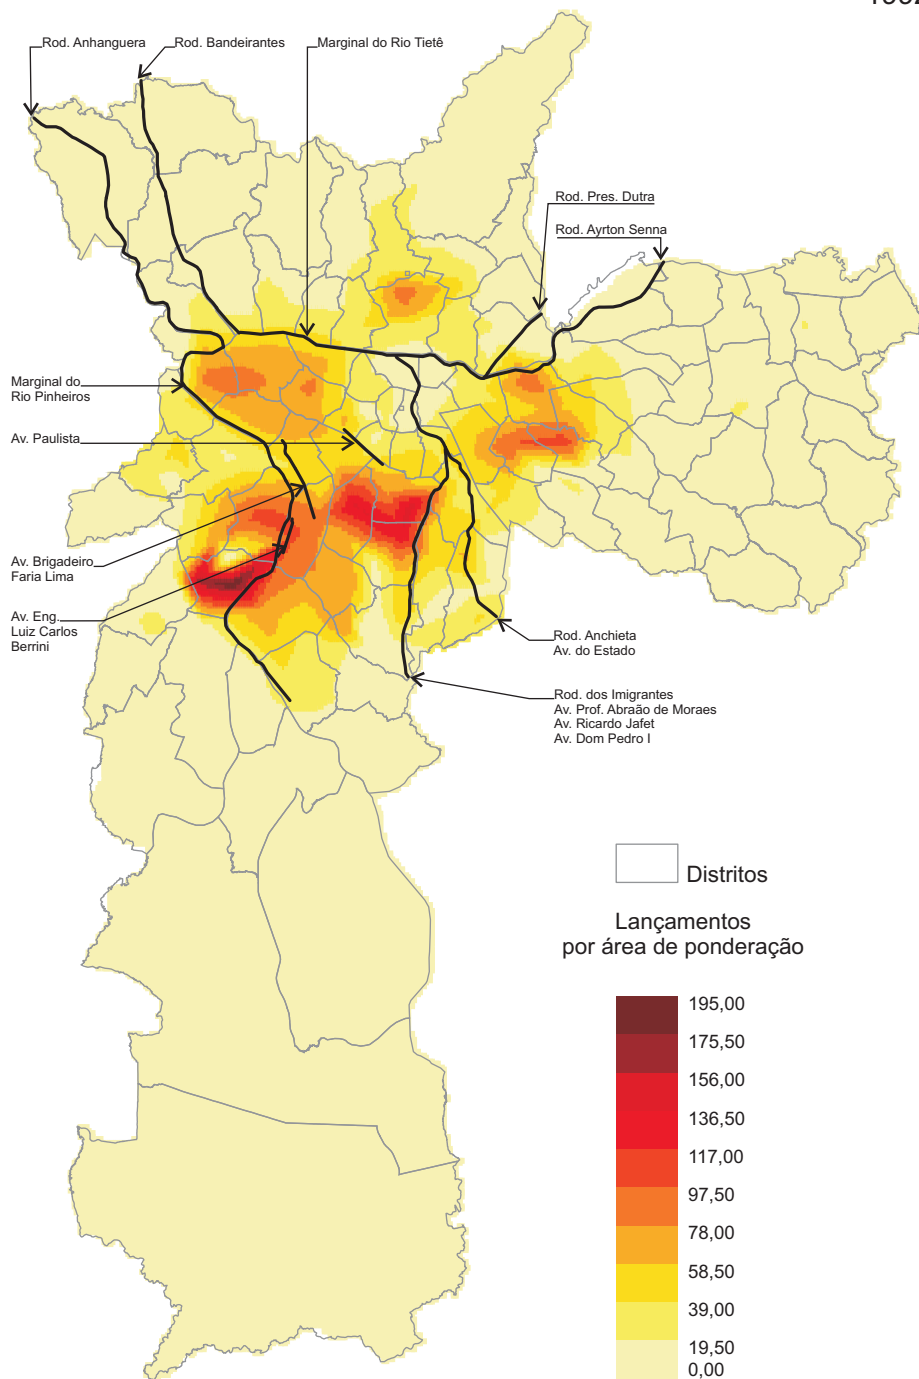 Rod. Anhanguera
Rod. Bandeirantes
Marginal do Rio Tietê
Rod. Pres. Dutra
Rod. Ayrton Senna
Marginal do
Rio Pinheiros
Av. Paulista
Av. Brigadeiro
Faria Lima
Av. Eng.
Luiz Carlos
Berrini
Rod. Anchieta
Av. do Estado
Rod. dos Imigrantes
Av. Prof. Abraão de Moraes
Av. Ricardo Jafet
Av. Dom Pedro I
Distritos
Lançamentos
por área de ponderação
195,00
175,50
156,00
136,50
117,00
97,50
78,00
58,50
39,00
19,50
0,00